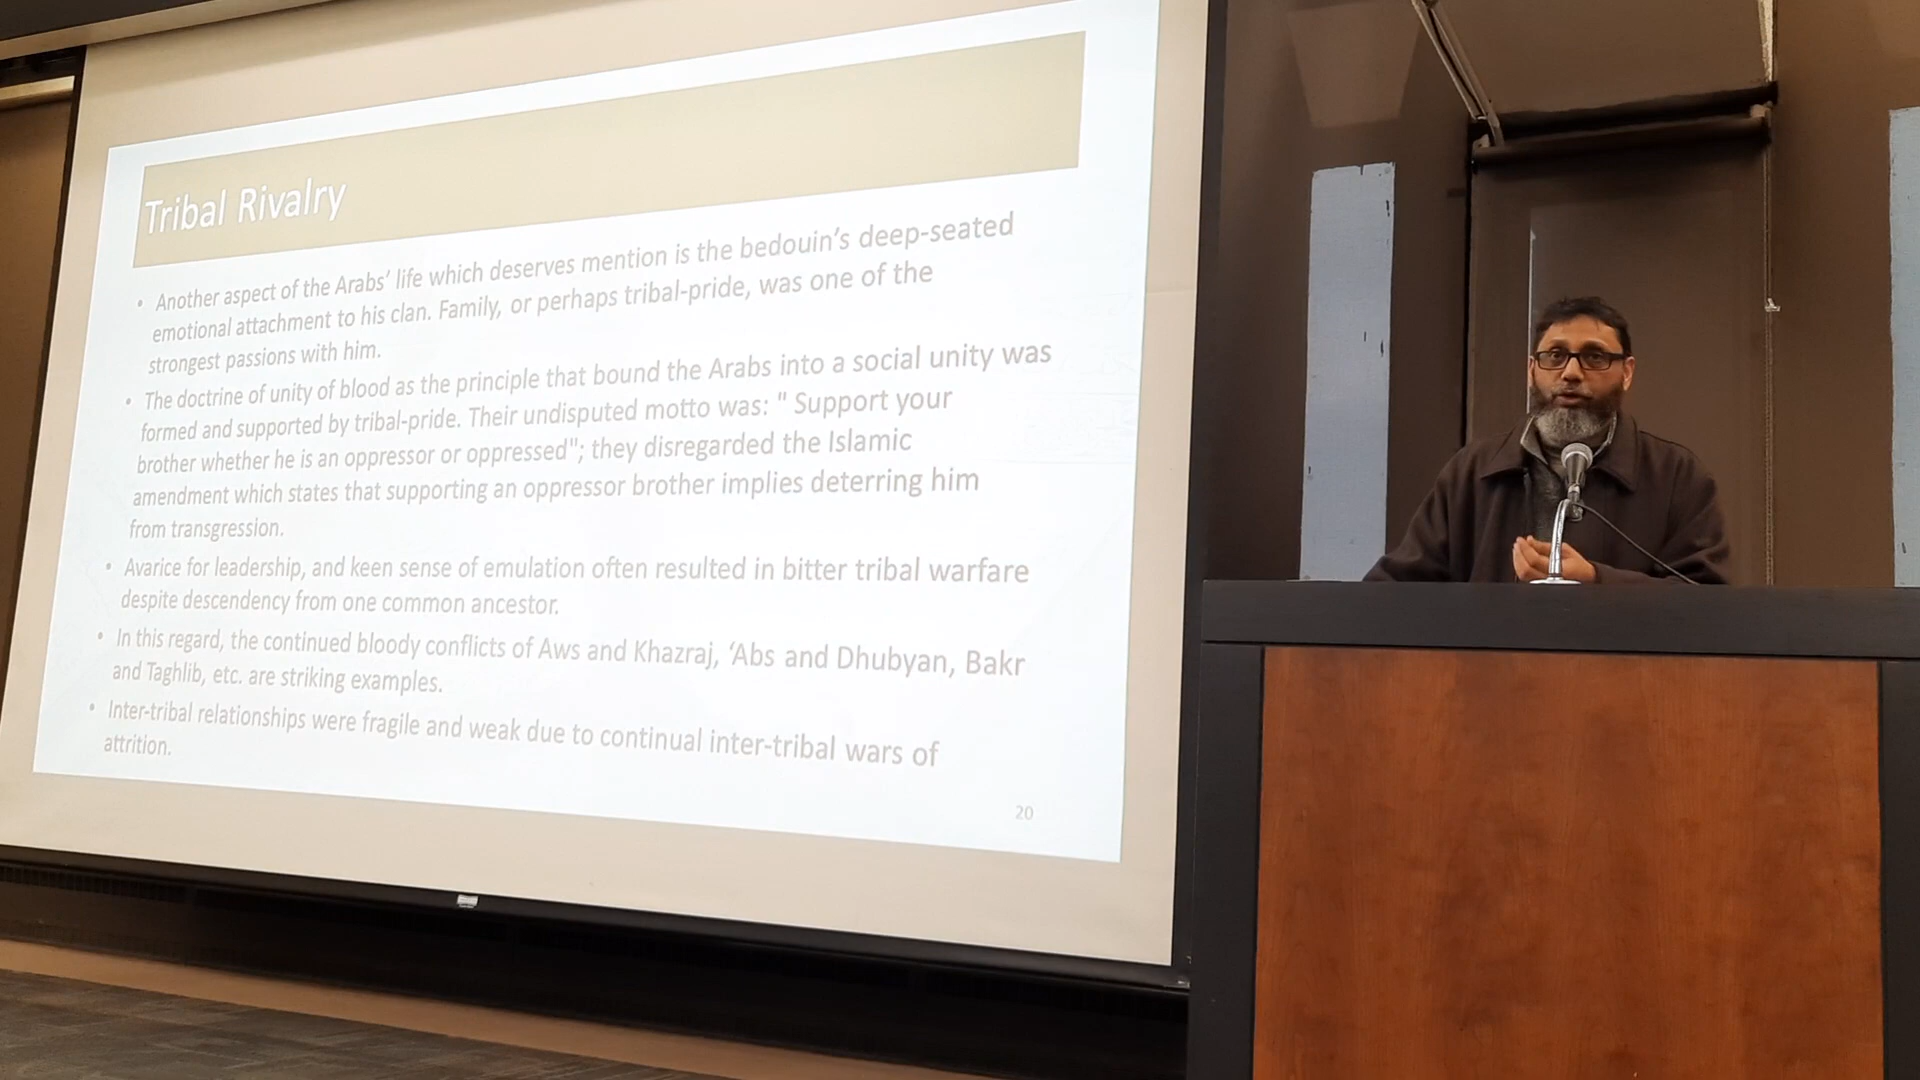 Tribal Rivalry
• Another aspect of the Arabs' life which deserves mention is the bedouin's deep-seated
emotional attachment to his clan. Family, or perhaps tribal-pride, was one of the
strongest passions with him.
• The doctrine of unity of blood as the principle that bound the Arabs into a social unity was
formed and supported by tribal-pride. Their undisputed motto was: " Support your
brother whether he is an oppressor or oppressed"; they disregarded the Islamic
amendment which states that supporting an oppressor brother implies deterring him
from transgression.
• Avarice for leadership, and keen sense of emulation often resulted in bitter tribal warfare
despite descendency from one common ancestor.
• In this regard, the continued bloody conflicts of Aws and Khazraj, ‘Abs and Dhubyan, Bakr
and Taghlib, etc. are striking examples.
• Inter-tribal relationships were fragile and weak due to continual inter-tribal wars of
attrition.
20